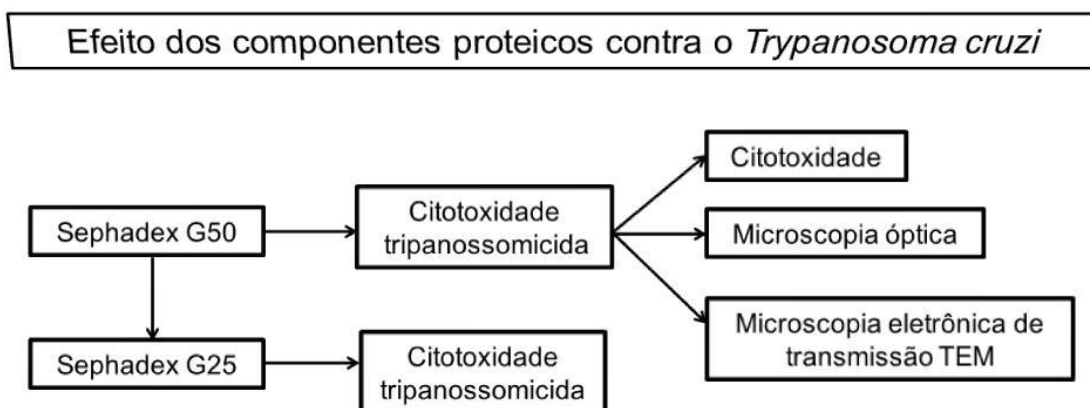 Efeito dos componentes proteicos contra o Trypanosoma cruzi
Citotoxidade
Sephadex G50
Citotoxidade
tripanossomicida
Microscopia óptica
Sephadex G25
Citotoxidade
tripanossomicida
Microscopia eletrônica de
transmissão TEM